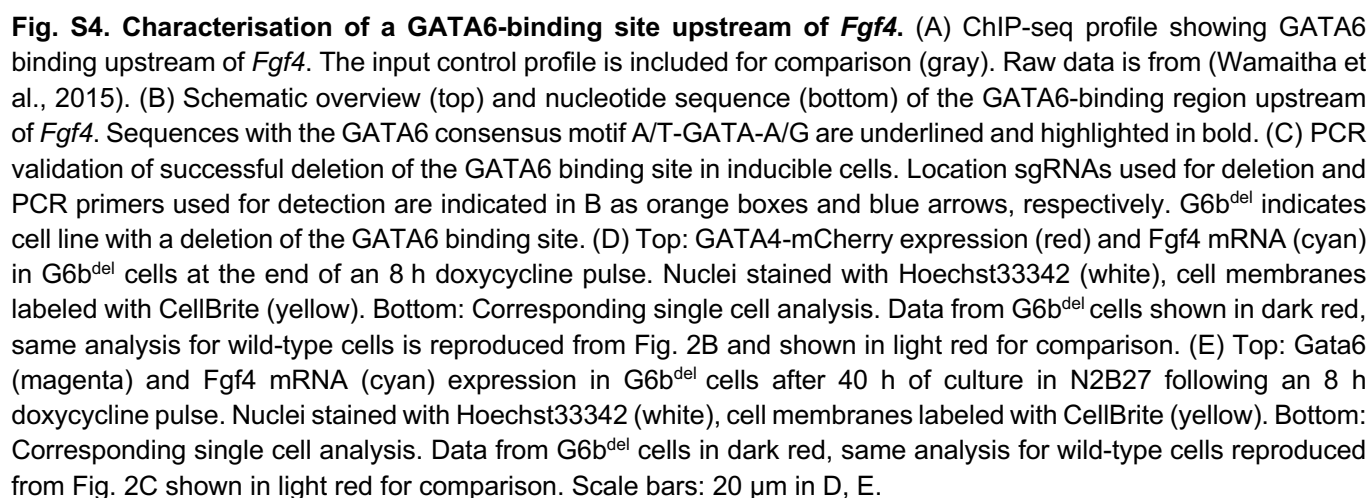 Fig. S4. Characterisation of a GATA6-binding site upstream of Fgf4. (A) ChIP-seq profile showing GATA6
binding upstream of Fgf4. The input control profile is included for comparison (gray). Raw data is from (Wamaitha et
al., 2015). (B) Schematic overview (top) and nucleotide sequence (bottom) of the GATA6-binding region upstream
of Fgf4. Sequences with the GATA6 consensus motif A/T-GATA-A/G are underlined and highlighted in bold. (C) PCR
validation of successful deletion of the GATA6 binding site in inducible cells. Location sgRNAs used for deletion and
PCR primers used for detection are indicated in B as orange boxes and blue arrows, respectively. G6bdel indicates
cell line with a deletion of the GATA6 binding site. (D) Top: GATA4-mCherry expression (red) and Fgf4 mRNA (cyan)
in G6bdel cells at the end of an 8 h doxycycline pulse. Nuclei stained with Hoechst33342 (white), cell membranes
labeled with CellBrite (yellow). Bottom: Corresponding single cell analysis. Data from G6bdel cells shown in dark red,
same analysis for wild-type cells is reproduced from Fig. 2B and shown in light red for comparison. (E) Top: Gata6
(magenta) and Fgf4 mRNA (cyan) expression in G6bdel cells after 40 h of culture in N2B27 following an 8 h
doxycycline pulse. Nuclei stained with Hoechst33342 (white), cell membranes labeled with CellBrite (yellow). Bottom:
Corresponding single cell analysis. Data from G6bdel cells in dark red, same analysis for wild-type cells reproduced
from Fig. 2C shown in light red for comparison. Scale bars: 20 µm in D, E.